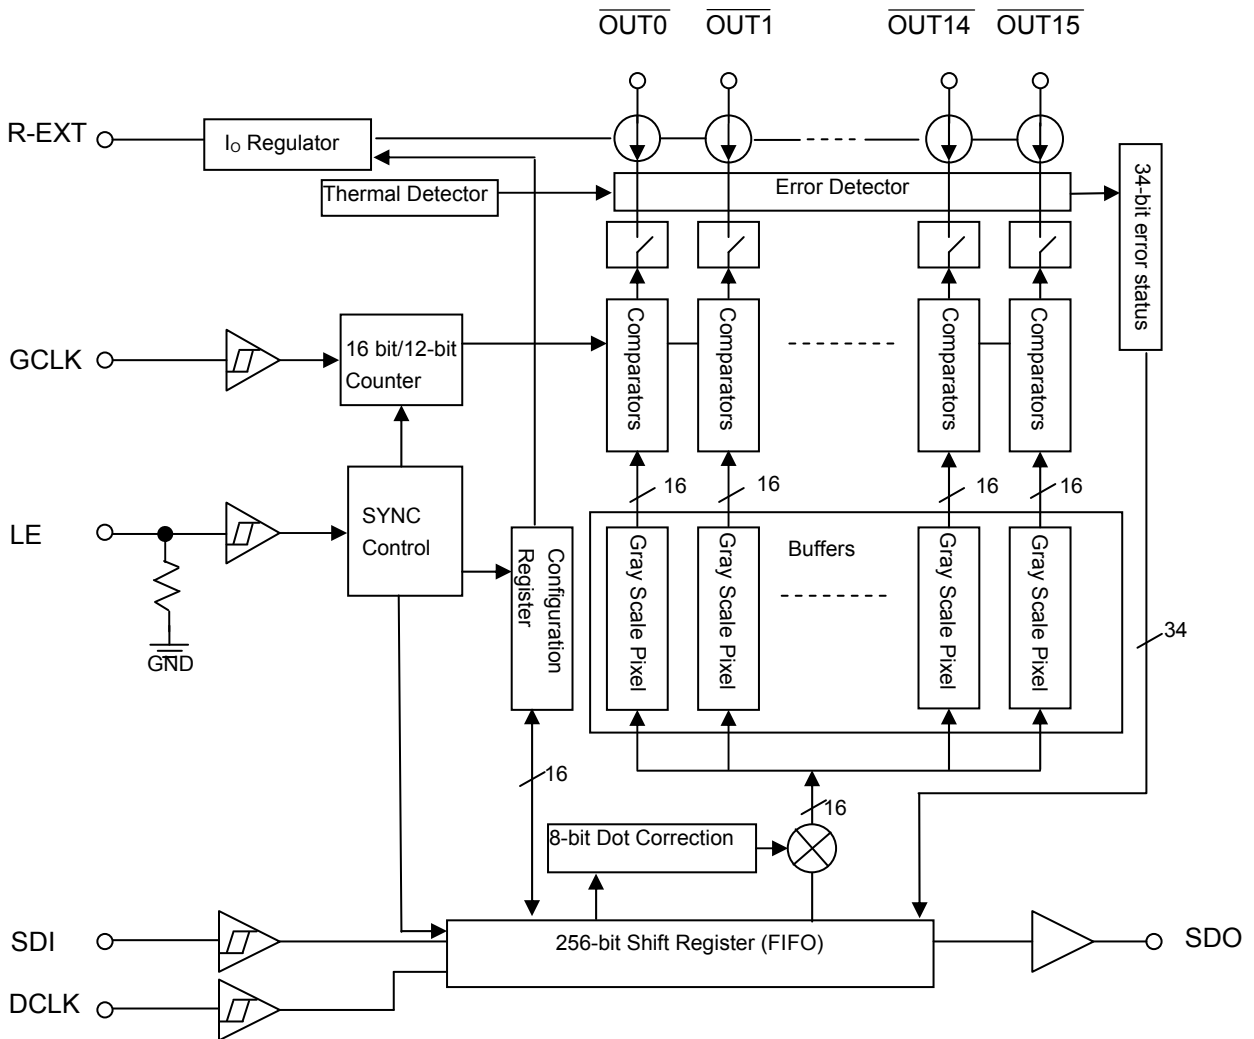 OUT0 OUT1 OUT14 OUT15
R-EXT
I_O Regulator
Thermal Detector
Error Detector
34-bit error status
GCLK
16 bit/12-bit
Counter
Comparators
Comparators
Comparators
Comparators
16
16
16
16
LE
SYNC
Control
GND
Configuration
Register
Buffers
Gray Scale Pixel
Gray Scale Pixel
Gray Scale Pixel
Gray Scale Pixel
34
16
16
8-bit Dot Correction
SDI
256-bit Shift Register (FIFO)
SDO
DCLK